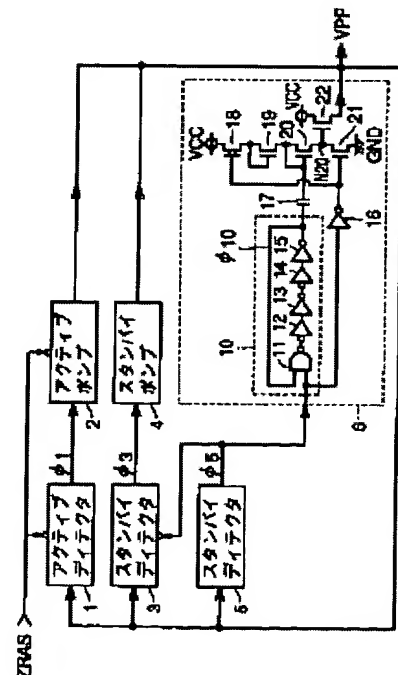 ZRAS
アクティブ
ディテクタ
1
φ1
アクティブ
ポンプ
2
スタンバイ
ディテクタ
3
φ3
スタンバイ
ポンプ
4
スタンバイ
ディテクタ
5
φ5
10
11
12
13
14
15
φ10
16
17
VCC
18
19
20
N20
VCC
22
21
GND
6
VPP